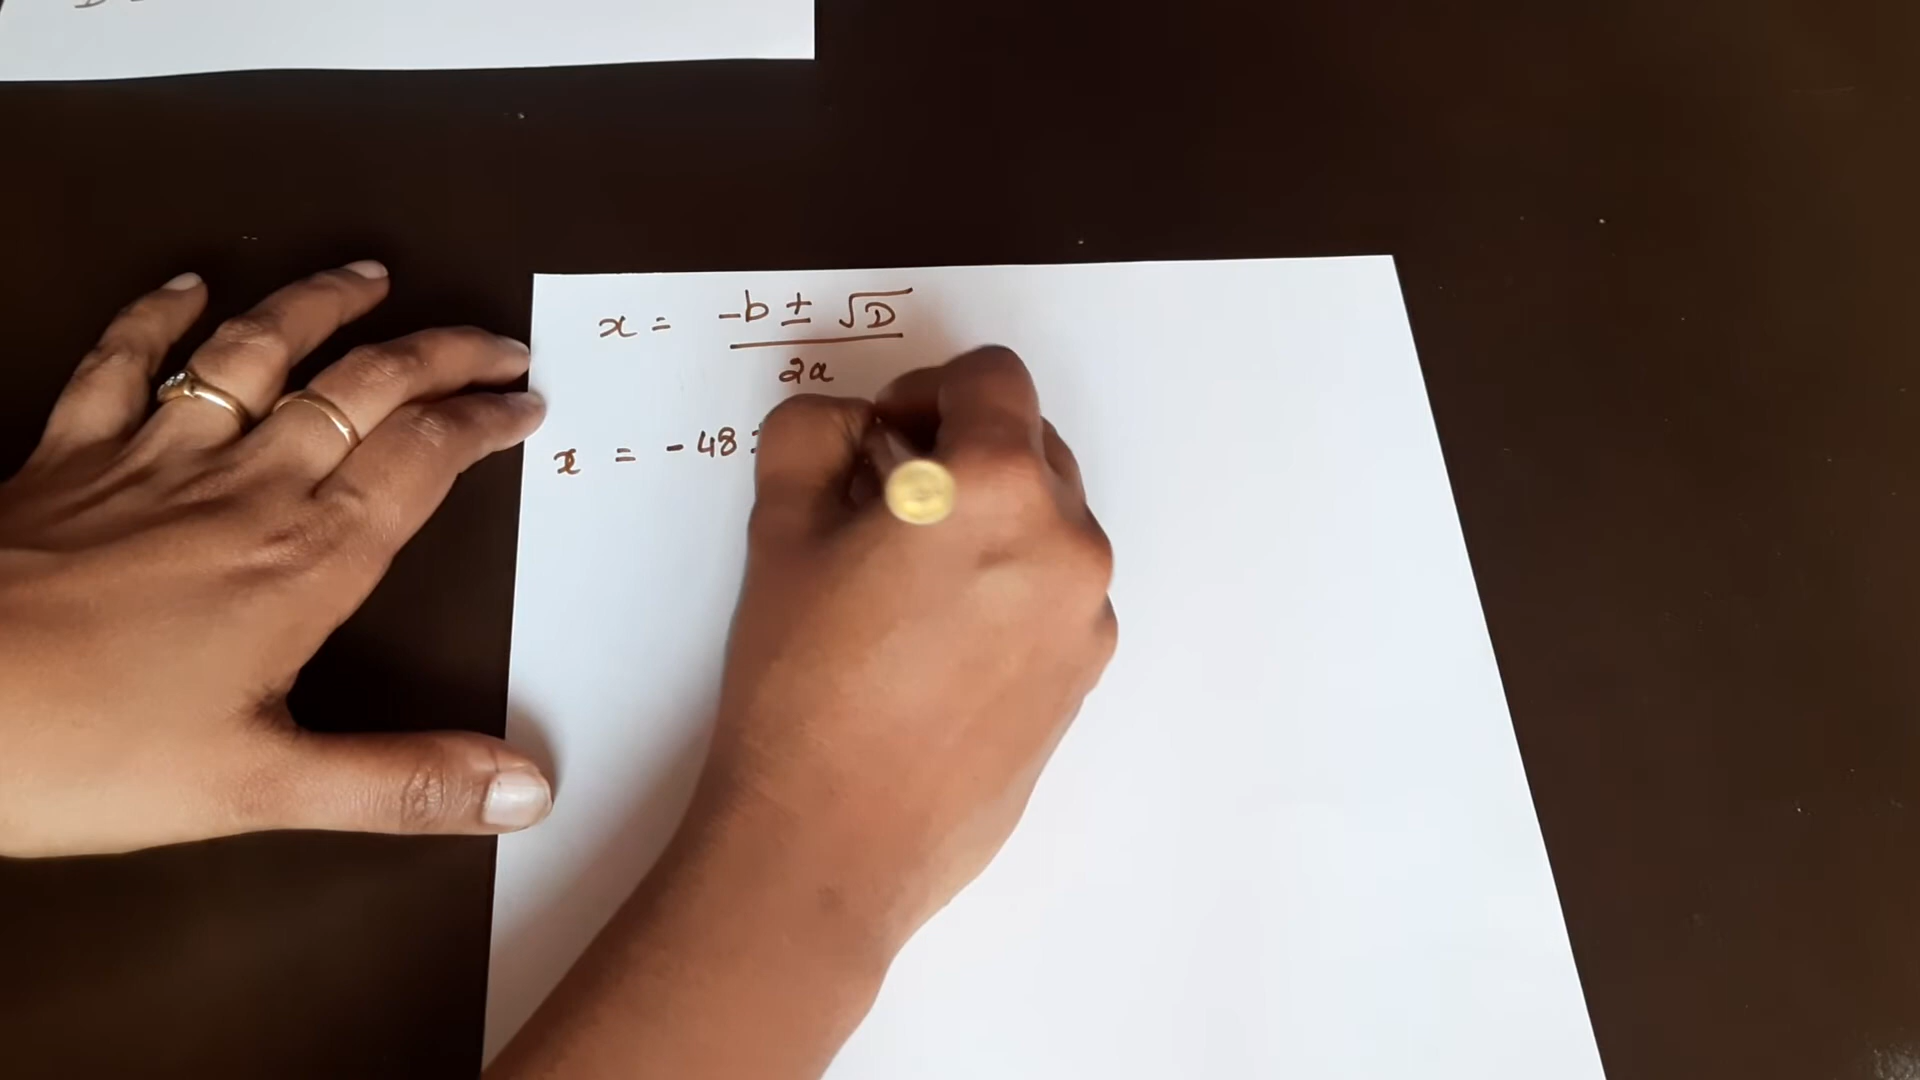 x = -b ± √D
2a
x = -48 ±